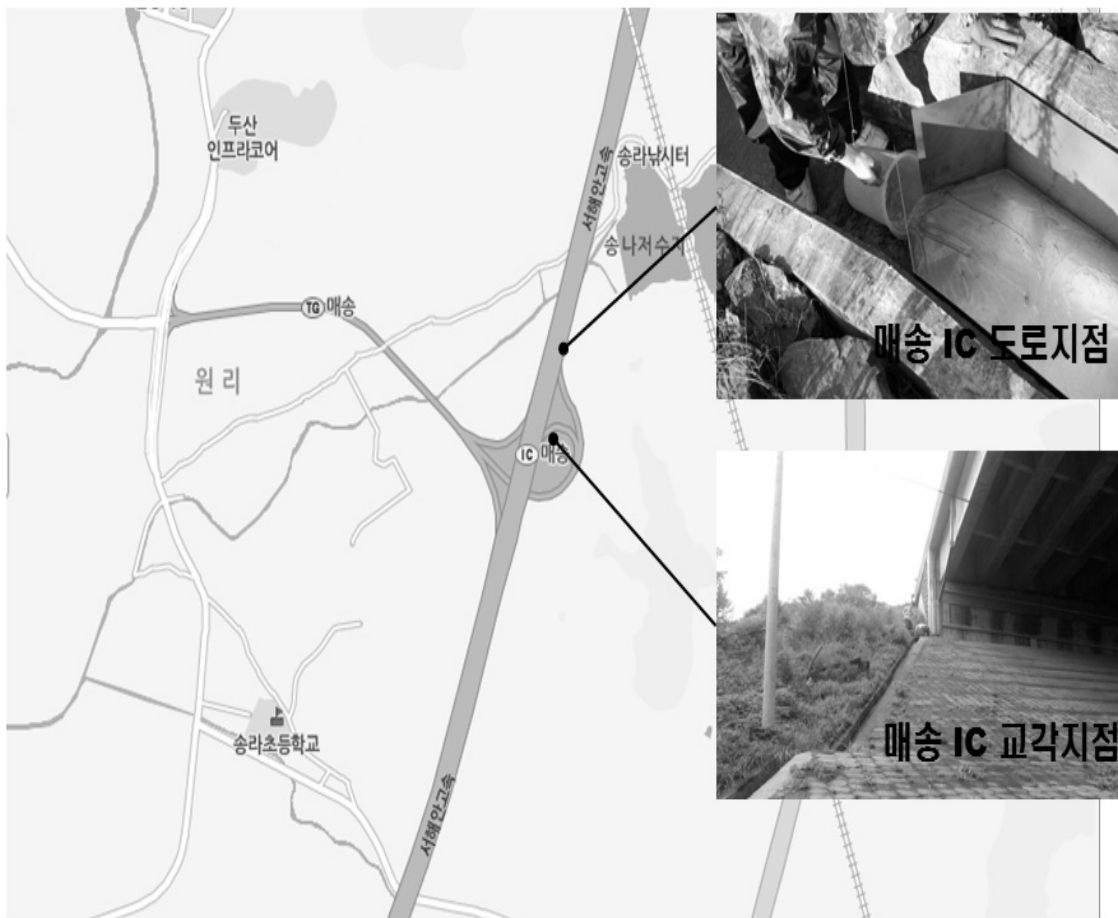 두산
인프라코어
서해안고속
송라낚시터
송나저수지
TG 매송
원리
IC 매송
송라초등학교
서해안고속
매송 IC 도로지점
매송 IC 교각지점